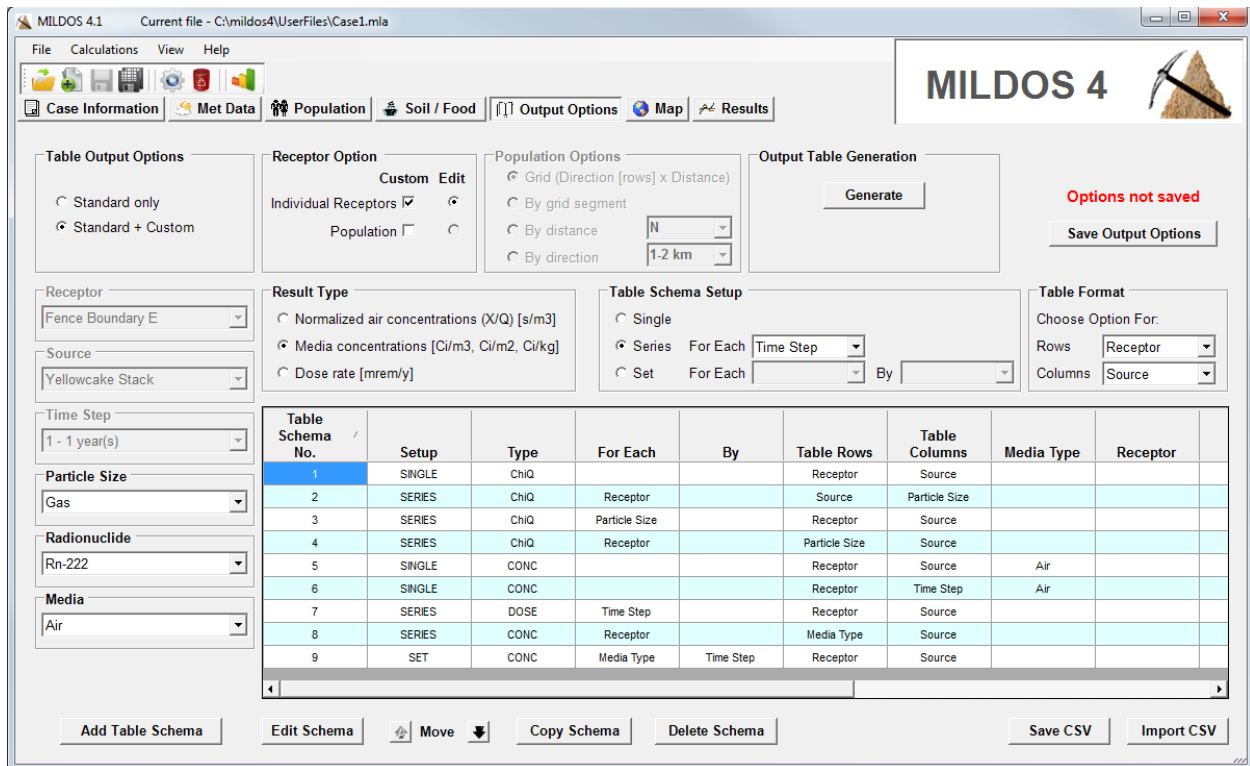 MILDOS 4.1 Current file - C:\mildos4\UserFiles\Case1.mla
File Calculations View Help
MILDOS 4
Case Information Met Data Population Soil / Food Output Options Map Results
Table Output Options
Standard only
Standard + Custom
Receptor Option
Custom Edit
Individual Receptors
Population
Population Options
Grid (Direction [rows] x Distance)
By grid segment
By distance N
By direction 1-2 km
Output Table Generation
Generate
Options not saved
Save Output Options
Receptor
Fence Boundary E
Source
Yellowcake Stack
Time Step
1 - 1 year(s)
Particle Size
Gas
Radionuclide
Rn-222
Media
Air
Result Type
Normalized air concentrations (X/Q) [s/m3]
Media concentrations [Ci/m3, Ci/m2, Ci/kg]
Dose rate [mrem/y]
Table Schema Setup
Single
Series For Each Time Step
Set For Each By
Table Format
Choose Option For:
Rows Receptor
Columns Source
Table Schema No. Setup Type For Each By Table Rows Table Columns Media Type Receptor
1 SINGLE ChiQ Receptor Source
2 SERIES ChiQ Receptor Source Particle Size
3 SERIES ChiQ Particle Size Receptor Source
4 SERIES ChiQ Receptor Particle Size Source
5 SINGLE CONC Receptor Source Air
6 SINGLE CONC Receptor Time Step Air
7 SERIES DOSE Time Step Receptor Source
8 SERIES CONC Receptor Media Type Source
9 SET CONC Media Type Time Step Receptor Source
Add Table Schema Edit Schema Move Copy Schema Delete Schema Save CSV Import CSV